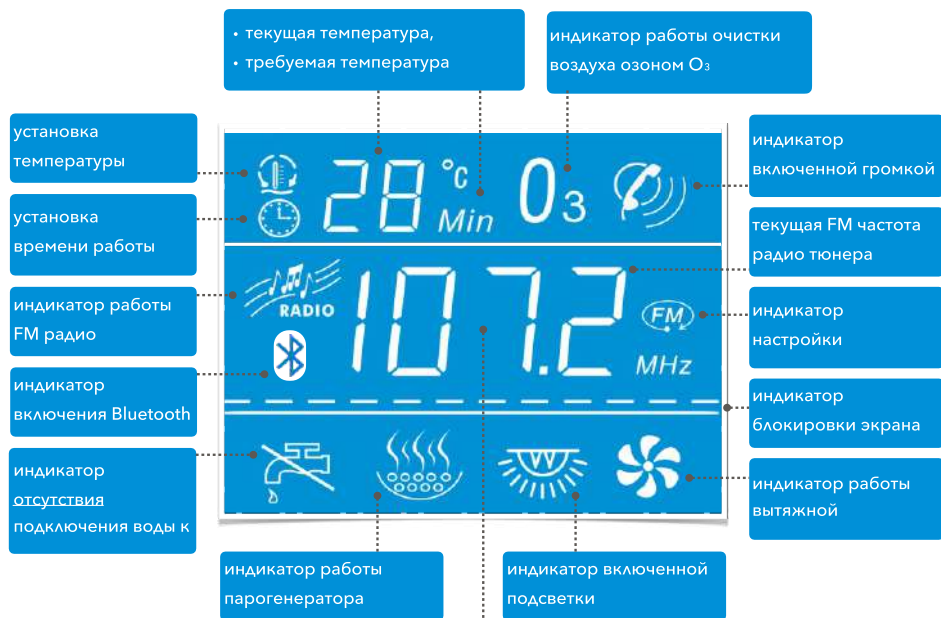 • текущая температура,
• требуемая температура
индикатор работы очистки
воздуха озоном O₃
установка
температуры
установка
времени работы
индикатор работы
FM радио
индикатор
включения Bluetooth
индикатор
отсутствия
подключения воды к
28 °C
Min
O₃
RADIO
107.2
FM
MHz
индикатор
включенной громкой
текущая FM частота
радио тюнера
индикатор
настройки
индикатор
блокировки экрана
индикатор работы
вытяжной
индикатор работы
парогенератора
индикатор включенной
подсветки